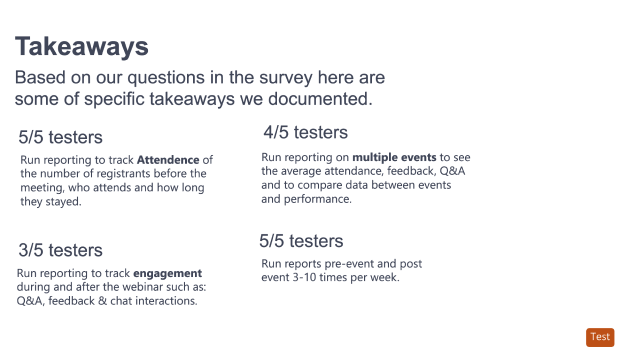 Takeaways
Based on our questions in the survey here are
some of specific takeaways we documented.
5/5 testers
Run reporting to track Attendence of
the number of registrants before the
meeting, who attends and how long
they stayed.
4/5 testers
Run reporting on multiple events to see
the average attendance, feedback, Q&A
and to compare data between events
and performance.
3/5 testers
Run reporting to track engagement
during and after the webinar such as:
Q&A, feedback & chat interactions.
5/5 testers
Run reports pre-event and post
event 3-10 times per week.
Test